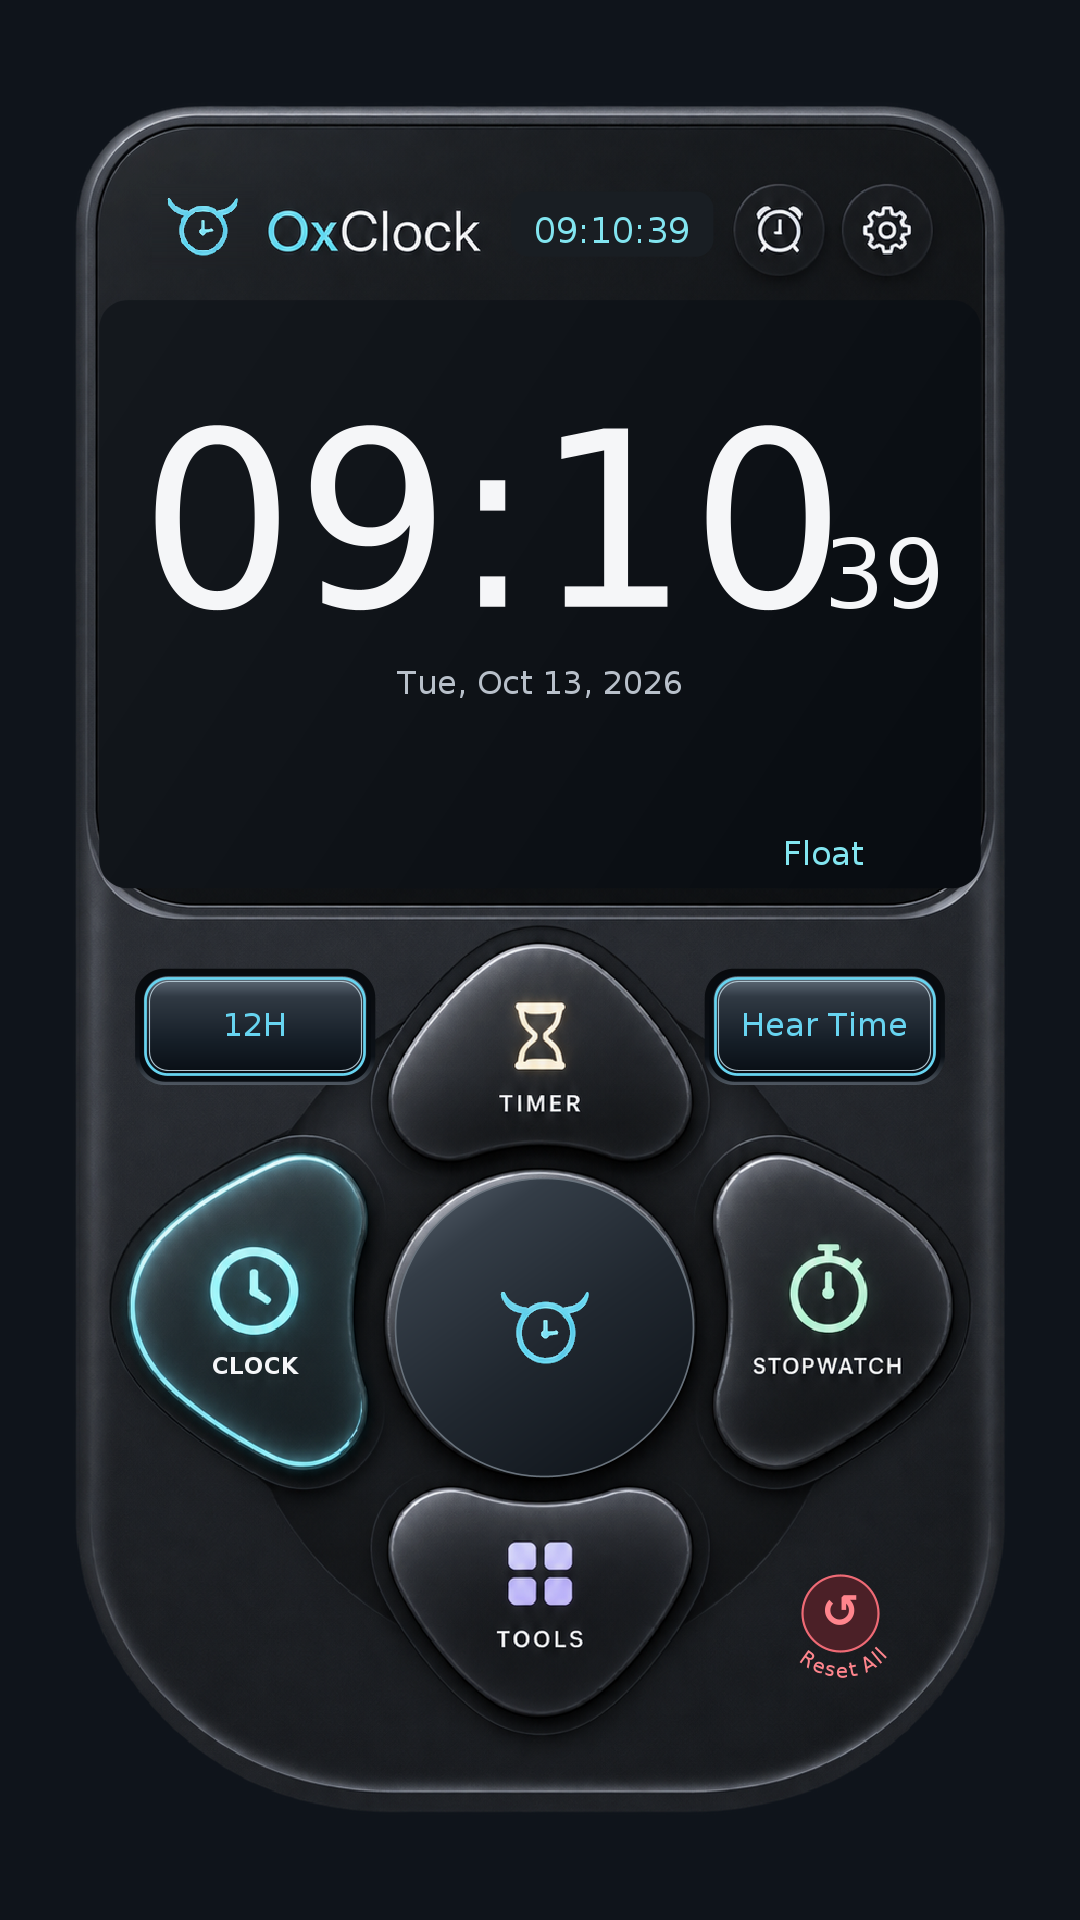 OxClock 09:10:39
09:10 39
Tue, Oct 13, 2026
Float
12H
Hear Time
TIMER
CLOCK
STOPWATCH
TOOLS
Reset All